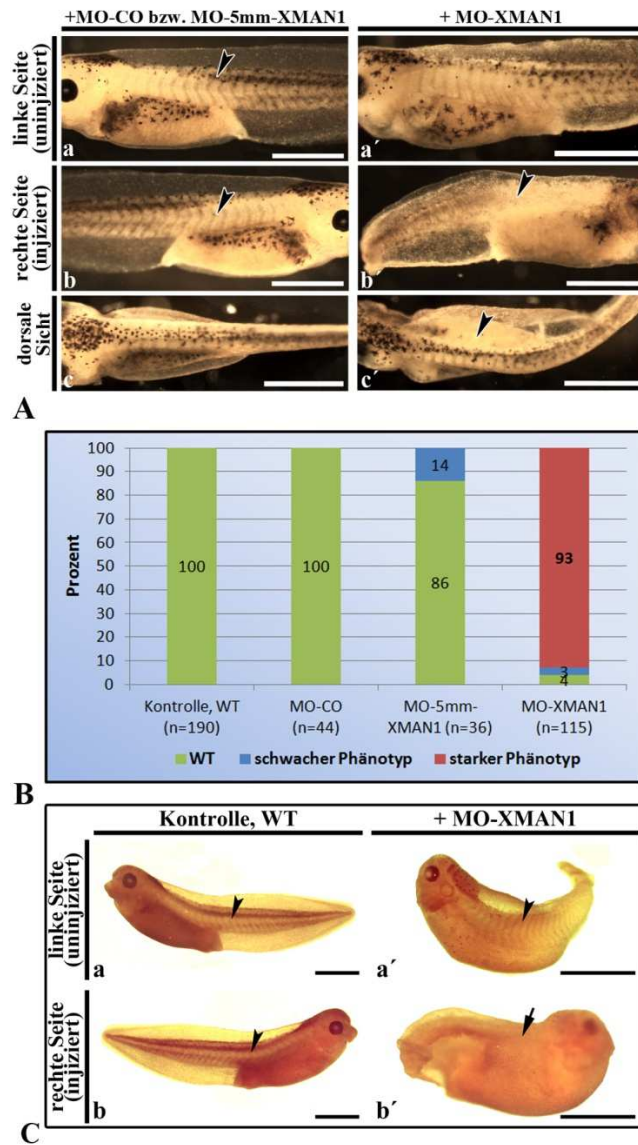 +MO-CO bzw. MO-5mm-XMAN1
+ MO-XMAN1
linke Seite
(uninjiziert)
a
a´
rechte Seite
(injiziert)
b
b´
dorsale
Sicht
c
c´
A
Prozent
100
90
80
70
60
50
40
30
20
10
0
100
100
14
86
93
3
4
Kontrolle, WT
(n=190)
MO-CO
(n=44)
MO-5mm-
XMAN1 (n=36)
MO-XMAN1
(n=115)
WT
schwacher Phänotyp
starker Phänotyp
B
Kontrolle, WT
+ MO-XMAN1
linke Seite
(uninjiziert)
a
a´
rechte Seite
(injiziert)
b
b´
C